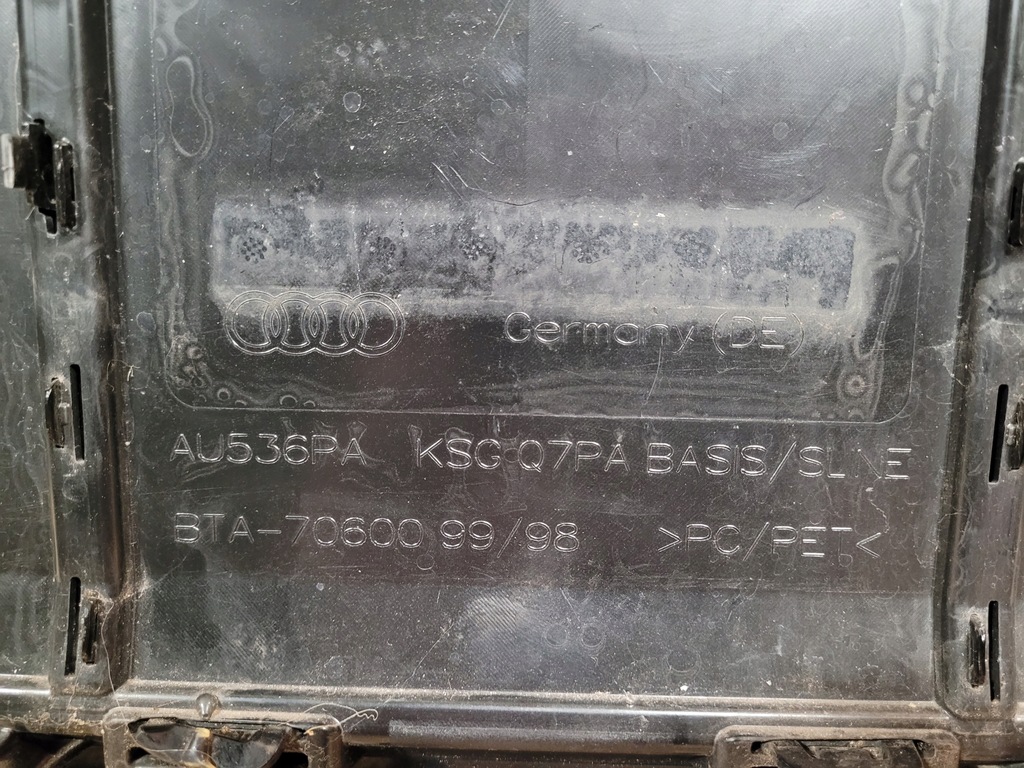 Germany (DE)
AU536PA KSG Q7PA BASIS/SLINE
BTA-70600 99/98 >PC/PET<